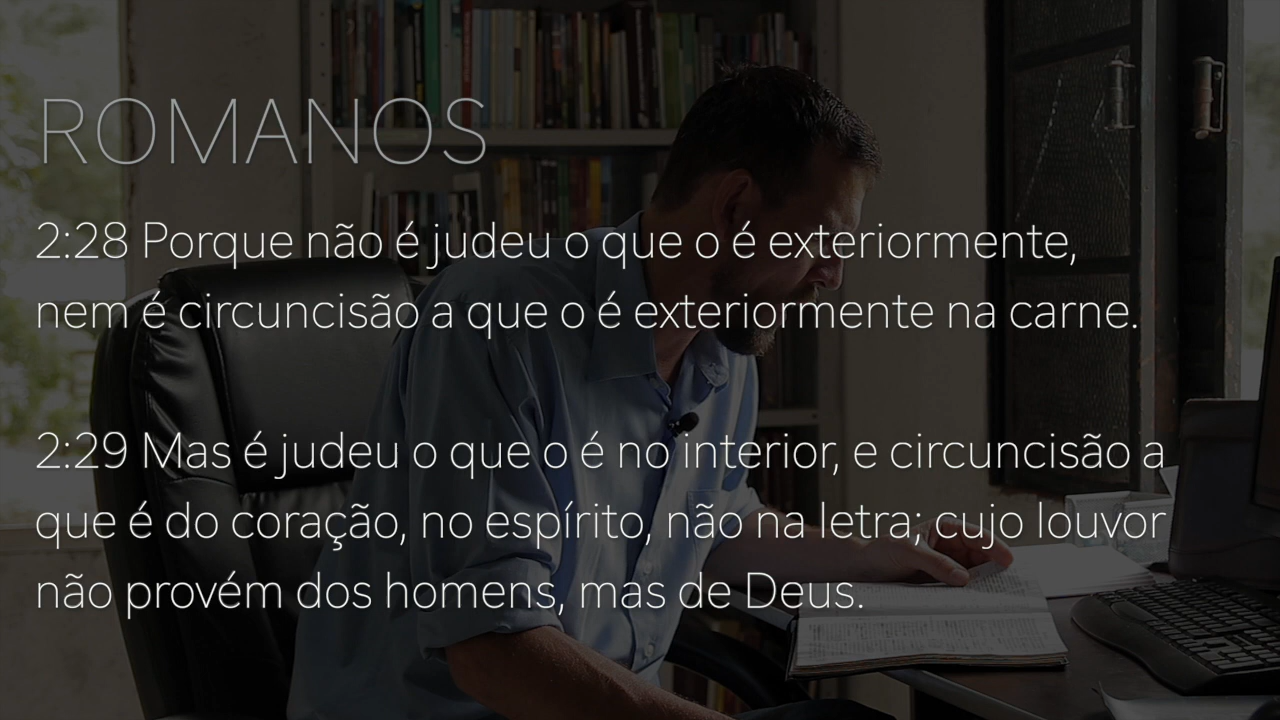 ROMANOS
2:28 Porque não é judeu o que o é exteriormente,
nem é circuncisão a que o é exteriormente na carne.
2:29 Mas é judeu o que o é no interior, e circuncisão a
que é do coração, no espírito, não na letra; cujo louvor
não provém dos homens, mas de Deus.